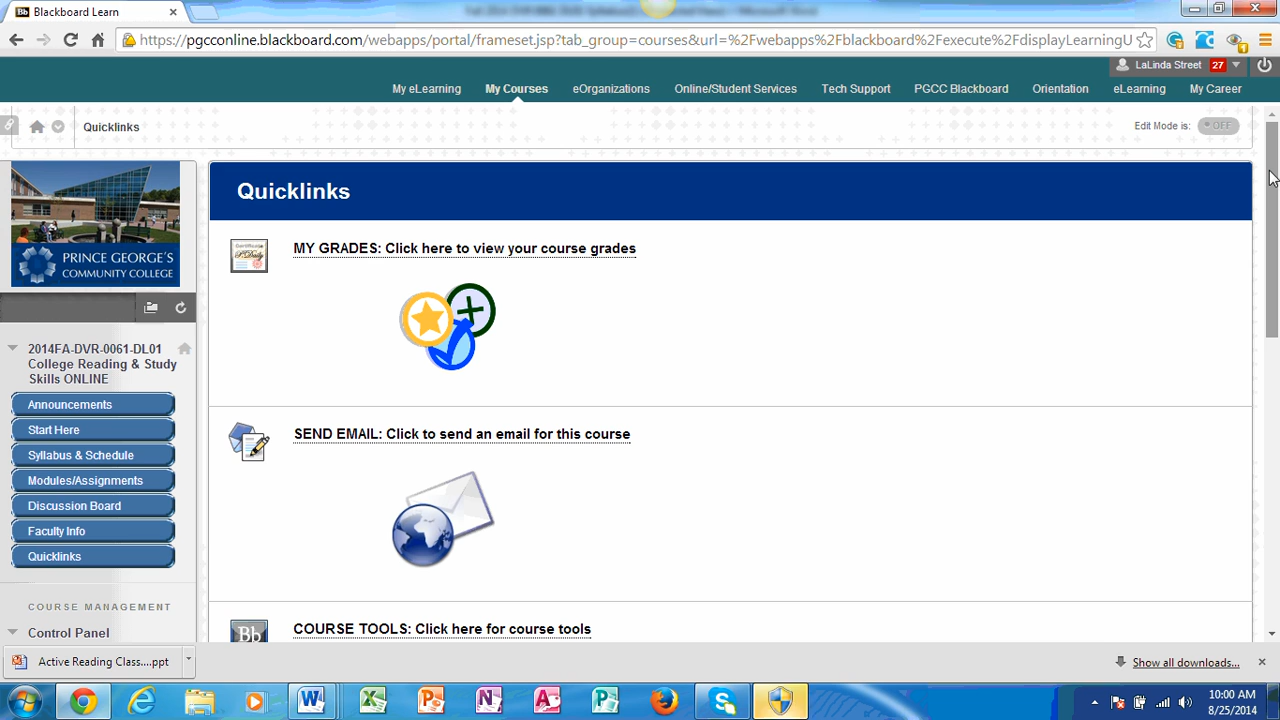 Blackboard Learn
https://pgcconline.blackboard.com/webapps/portal/frameset.jsp?tab_group=courses&url=%2Fwebapps%2Fblackboard%2Fexecute%2FdisplayLearningU
LaLinda Street 27
My eLearning My Courses eOrganizations Online/Student Services Tech Support PGCC Blackboard Orientation eLearning My Career
Quicklinks
Edit Mode is: OFF
PRINCE GEORGE'S
COMMUNITY COLLEGE
2014FA-DVR-0061-DL01
College Reading & Study
Skills ONLINE
Announcements
Start Here
Syllabus & Schedule
Modules/Assignments
Discussion Board
Faculty Info
Quicklinks
COURSE MANAGEMENT
Control Panel
Quicklinks
MY GRADES: Click here to view your course grades
SEND EMAIL: Click to send an email for this course
COURSE TOOLS: Click here for course tools
Bb
Active Reading Class....ppt
Show all downloads...
10:00 AM
8/25/2014